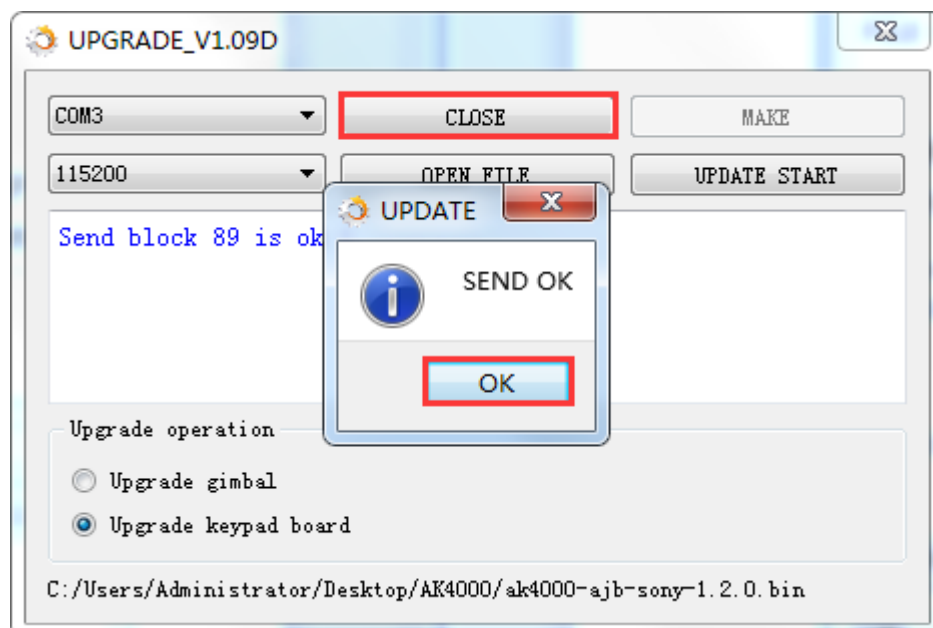 UPGRADE_V1.09D
COM3 CLOSE MAKE
115200 OPEN FILE UPDATE START
UPDATE
Send block 89 is ok
SEND OK
OK
Upgrade operation
Upgrade gimbal
Upgrade keypad board
C:/Users/Administrator/Desktop/AK4000/ak4000-ajb-sony-1.2.0.bin